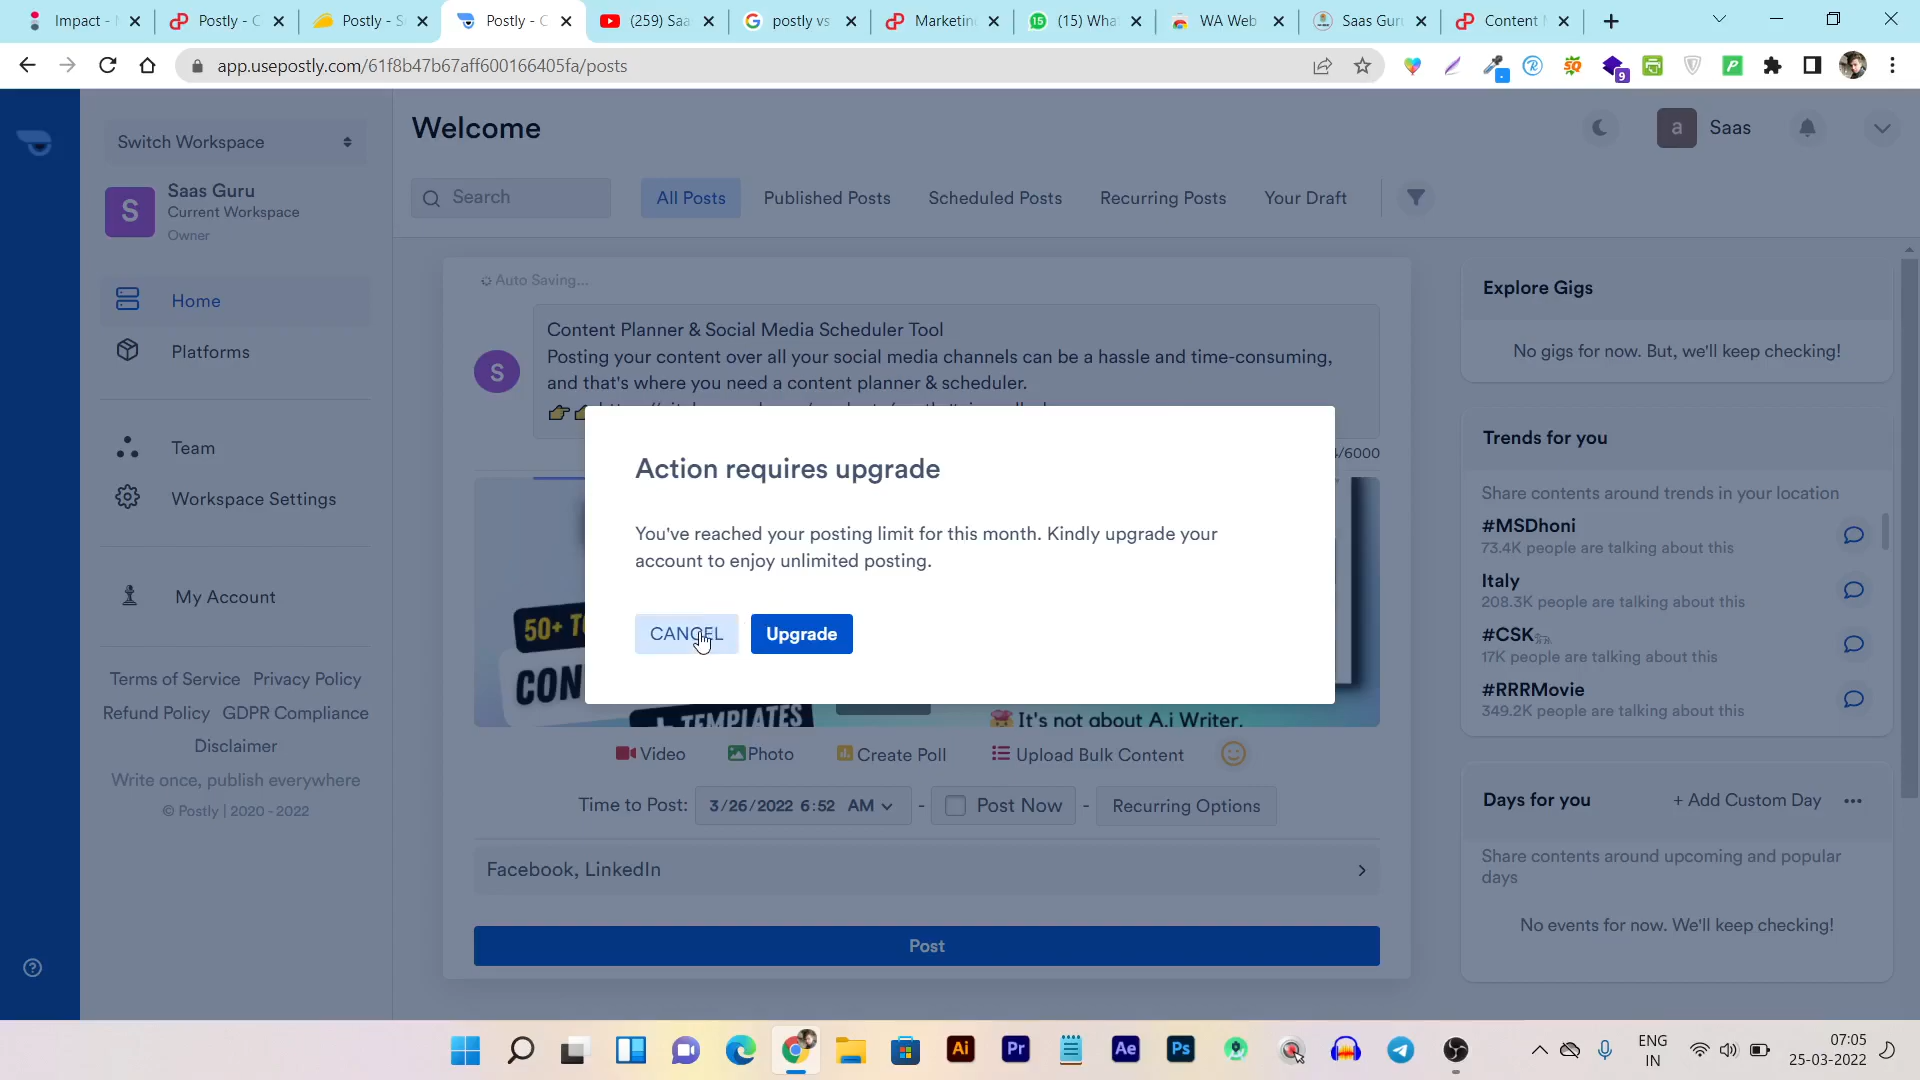 Impact -
Postly - C
Postly - S
Postly - C
(259) Saa
postly vs
Marketin
(15) Wha
WA Web
Saas Guru
Content M
app.usepostly.com/61f8b47b67aff600166405fa/posts
9
Switch Workspace
S
Saas Guru
Current Workspace
Owner
Home
Platforms
Team
Workspace Settings
My Account
Terms of Service Privacy Policy
Refund Policy GDPR Compliance
Disclaimer
Write once, publish everywhere
© Postly | 2020 - 2022
Welcome
a
Saas
Search
All Posts
Published Posts
Scheduled Posts
Recurring Posts
Your Draft
Auto Saving...
S
Content Planner & Social Media Scheduler Tool
Posting your content over all your social media channels can be a hassle and time-consuming,
and that's where you need a content planner & scheduler.
/6000
Action requires upgrade
You've reached your posting limit for this month. Kindly upgrade your
account to enjoy unlimited posting.
CANCEL
Upgrade
50+
CON
TEMPLATES
It's not about A.i Writer.
Video
Photo
Create Poll
Upload Bulk Content
Time to Post:
3/26/2022 6:52 AM
-
Post Now
-
Recurring Options
Facebook, LinkedIn
Post
Explore Gigs
No gigs for now. But, we'll keep checking!
Trends for you
Share contents around trends in your location
#MSDhoni
73.4K people are talking about this
Italy
208.3K people are talking about this
#CSK
17K people are talking about this
#RRRMovie
349.2K people are talking about this
Days for you
+ Add Custom Day
Share contents around upcoming and popular
days
No events for now. We'll keep checking!
Ai
Pr
Ae
Ps
ENG
IN
07:05
25-03-2022